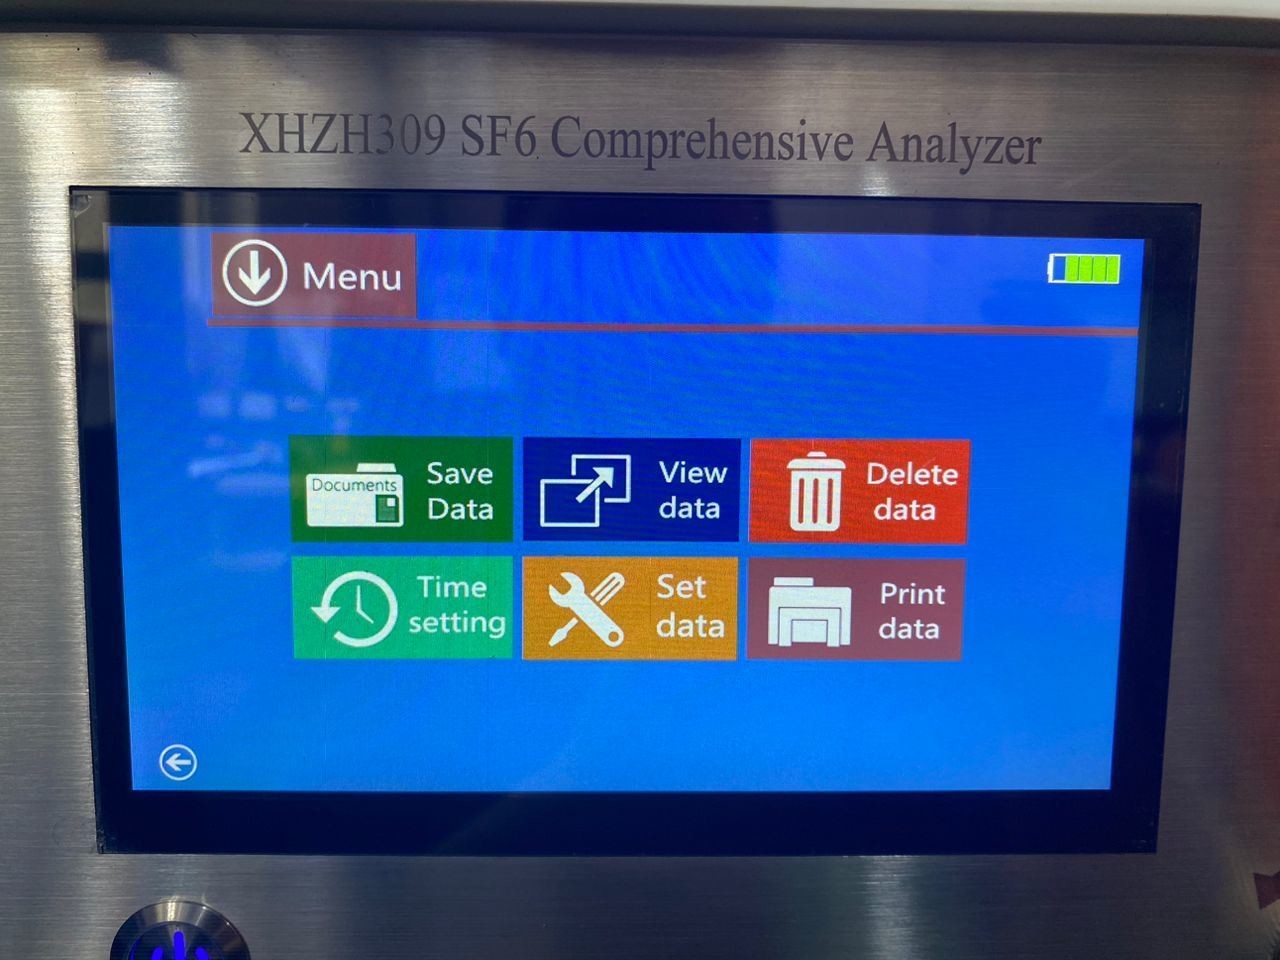 XHZH309 SF6 Comprehensive Analyzer
Menu
Documents
Save
Data
View
data
Delete
data
Time
setting
Set
data
Print
data